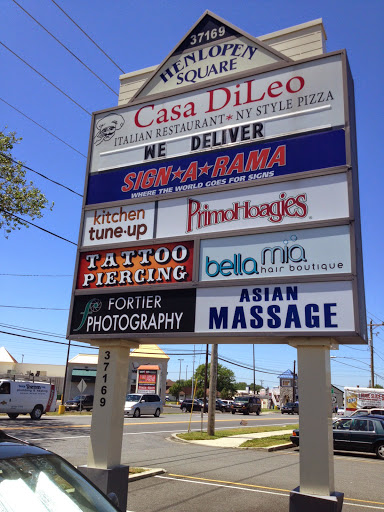 37169
HENLOPEN
SQUARE
Casa DiLeo
ITALIAN RESTAURANT * NY STYLE PIZZA
WE DELIVER
SIGN★A★RAMA
WHERE THE WORLD GOES FOR SIGNS
kitchen
tune-up
PrimoHoagies
TATTOO
PIERCING
bella mia
hair boutique
FORTIER
PHOTOGRAPHY
ASIAN
MASSAGE
37169